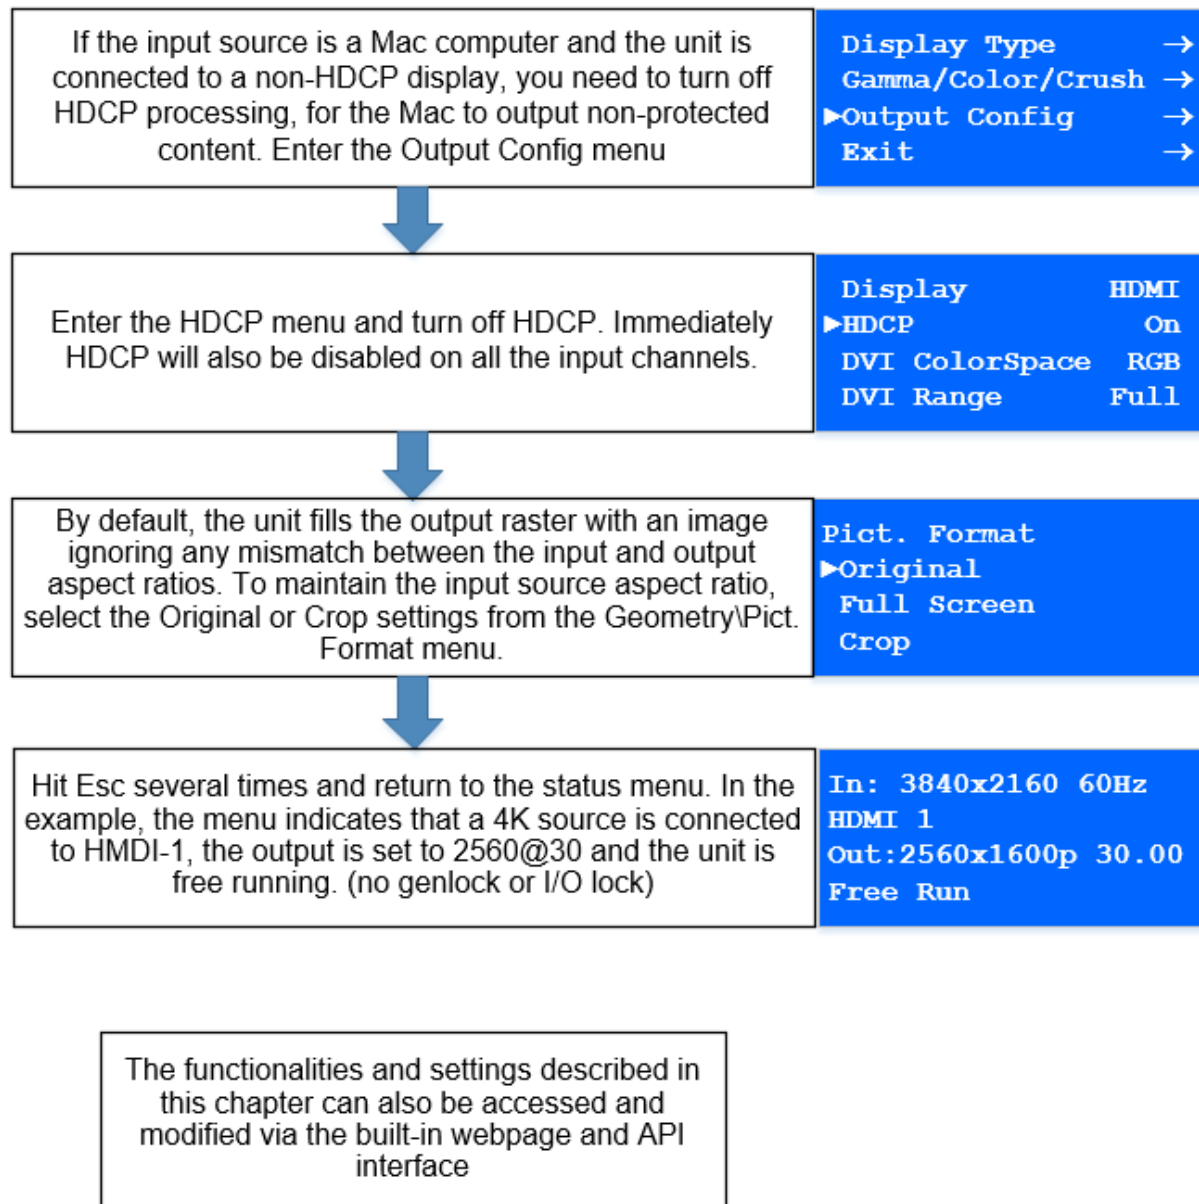 If the input source is a Mac computer and the unit is
connected to a non-HDCP display, you need to turn off
HDCP processing, for the Mac to output non-protected
content. Enter the Output Config menu
Display Type →
Gamma/Color/Crush →
▶Output Config →
Exit →
Enter the HDCP menu and turn off HDCP. Immediately
HDCP will also be disabled on all the input channels.
Display HDMI
▶HDCP On
DVI ColorSpace RGB
DVI Range Full
By default, the unit fills the output raster with an image
ignoring any mismatch between the input and output
aspect ratios. To maintain the input source aspect ratio,
select the Original or Crop settings from the Geometry\Pict.
Format menu.
Pict. Format
▶Original
Full Screen
Crop
Hit Esc several times and return to the status menu. In the
example, the menu indicates that a 4K source is connected
to HMDI-1, the output is set to 2560@30 and the unit is
free running. (no genlock or I/O lock)
In: 3840x2160 60Hz
HDMI 1
Out:2560x1600p 30.00
Free Run
The functionalities and settings described in
this chapter can also be accessed and
modified via the built-in webpage and API
interface